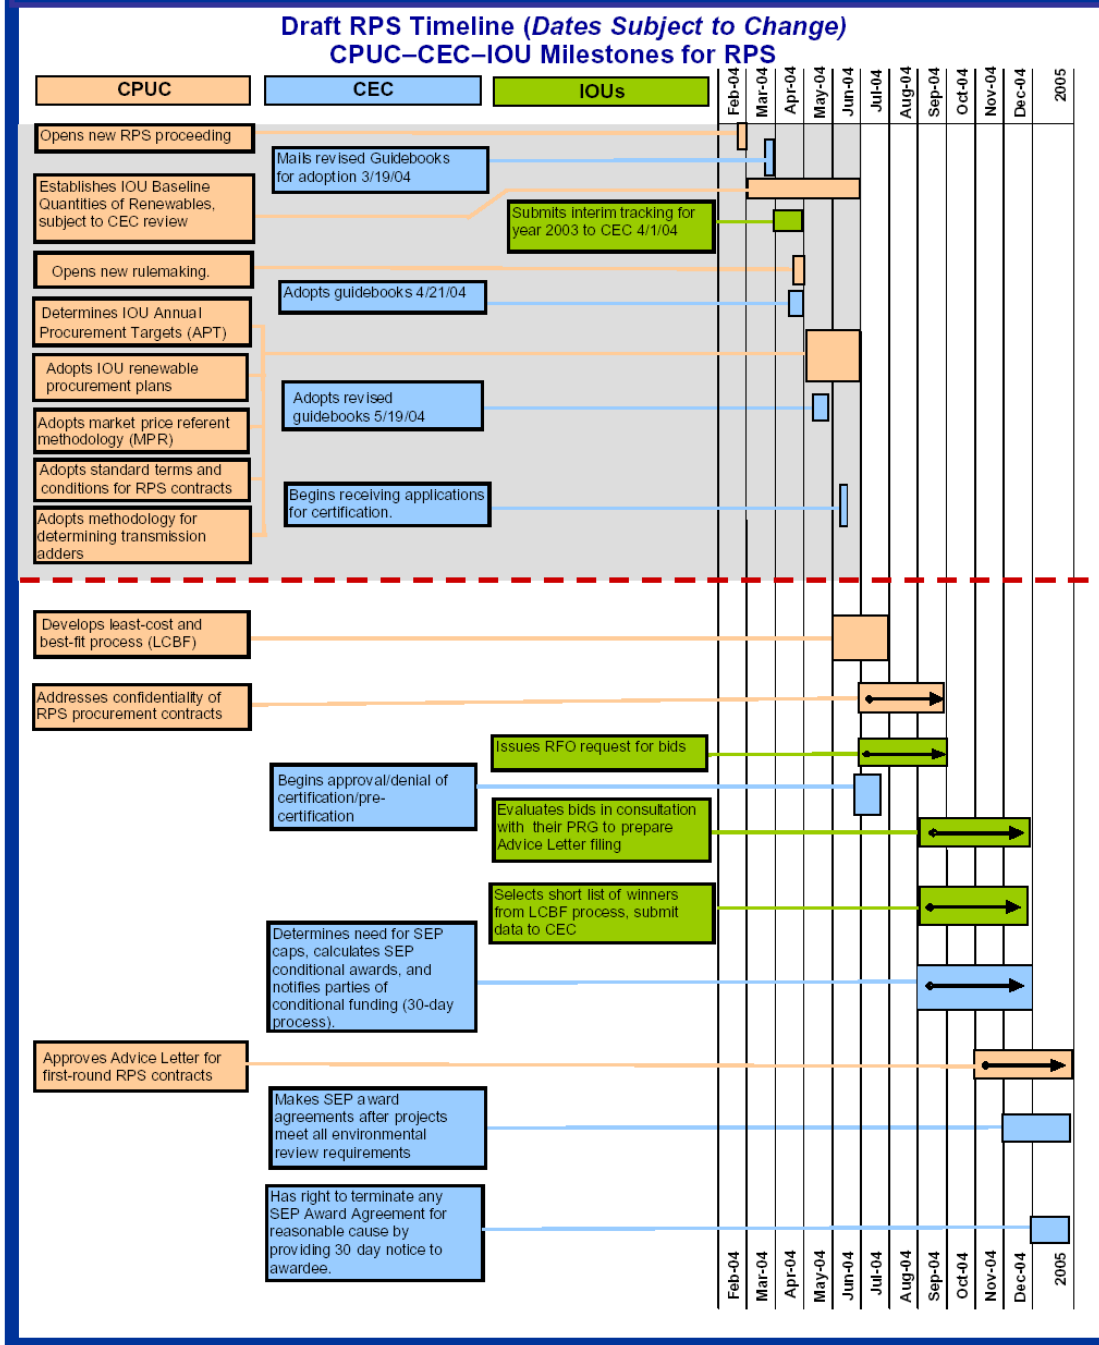 Draft RPS Timeline (Dates Subject to Change)
CPUC–CEC–IOU Milestones for RPS
CPUC
CEC
IOUs
Feb-04
Mar-04
Apr-04
May-04
Jun-04
Jul-04
Aug-04
Sep-04
Oct-04
Nov-04
Dec-04
2005
Opens new RPS proceeding
Mails revised Guidebooks
for adoption 3/19/04
Establishes IOU Baseline
Quantities of Renewables,
subject to CEC review
Submits interim tracking for
year 2003 to CEC 4/1/04
Opens new rulemaking.
Adopts guidebooks 4/21/04
Determines IOU Annual
Procurement Targets (APT)
Adopts IOU renewable
procurement plans
Adopts revised
guidebooks 5/19/04
Adopts market price referent
methodology (MPR)
Adopts standard terms and
conditions for RPS contracts
Begins receiving applications
for certification.
Adopts methodology for
determining transmission
adders
Develops least-cost and
best-fit process (LCBF)
Addresses confidentiality of
RPS procurement contracts
Issues RFO request for bids
Begins approval/denial of
certification/pre-
certification
Evaluates bids in consultation
with their PRG to prepare
Advice Letter filing
Selects short list of winners
from LCBF process, submit
data to CEC
Determines need for SEP
caps, calculates SEP
conditional awards, and
notifies parties of
conditional funding (30-day
process).
Approves Advice Letter for
first-round RPS contracts
Makes SEP award
agreements after projects
meet all environmental
review requirements
Has right to terminate any
SEP Award Agreement for
reasonable cause by
providing 30 day notice to
awardee.
Feb-04
Mar-04
Apr-04
May-04
Jun-04
Jul-04
Aug-04
Sep-04
Oct-04
Nov-04
Dec-04
2005